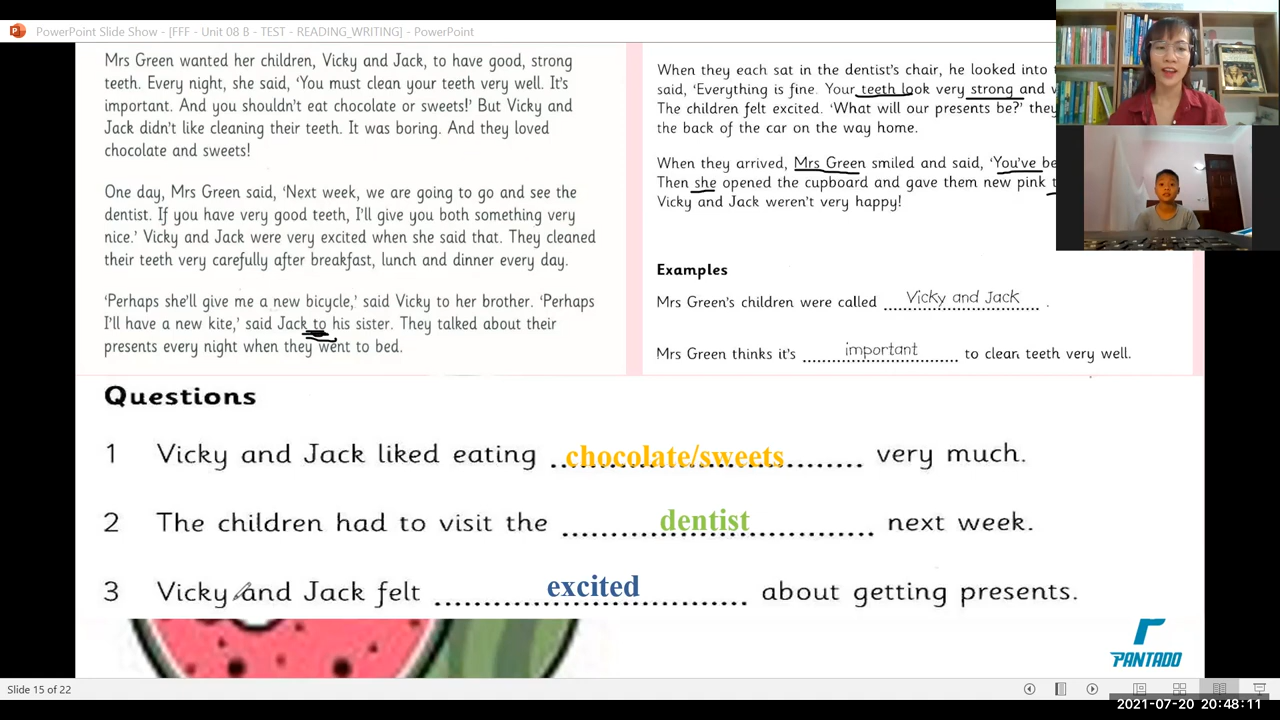 PowerPoint Slide Show - [FFF - Unit 08 B - TEST - READING_WRITING] - PowerPoint
Mrs Green wanted her children, Vicky and Jack, to have good, strong
teeth. Every night, she said, ‘You must clean your teeth very well. It’s
important. And you shouldn’t eat chocolate or sweets!’ But Vicky and
Jack didn’t like cleaning their teeth. It was boring. And they loved
chocolate and sweets!
One day, Mrs Green said, ‘Next week, we are going to go and see the
dentist. If you have very good teeth, I’ll give you both something very
nice.’ Vicky and Jack were very excited when she said that. They cleaned
their teeth very carefully after breakfast, lunch and dinner every day.
‘Perhaps she’ll give me a new bicycle,’ said Vicky to her brother. ‘Perhaps
I’ll have a new kite,’ said Jack to his sister. They talked about their
presents every night when they went to bed.
When they each sat in the dentist’s chair, he looked into
said, ‘Everything is fine. Your teeth look very strong and
The children felt excited. ‘What will our presents be?’ they
the back of the car on the way home.
When they arrived, Mrs Green smiled and said, ‘You’ve
Then she opened the cupboard and gave them new pink
Vicky and Jack weren’t very happy!
Examples
Mrs Green’s children were called Vicky and Jack .
Mrs Green thinks it’s important to clean teeth very well.
Questions
1 Vicky and Jack liked eating chocolate/sweets very much.
2 The children had to visit the dentist next week.
3 Vicky and Jack felt excited about getting presents.
PANTADO
Slide 15 of 22
2021-07-20 20:48:11